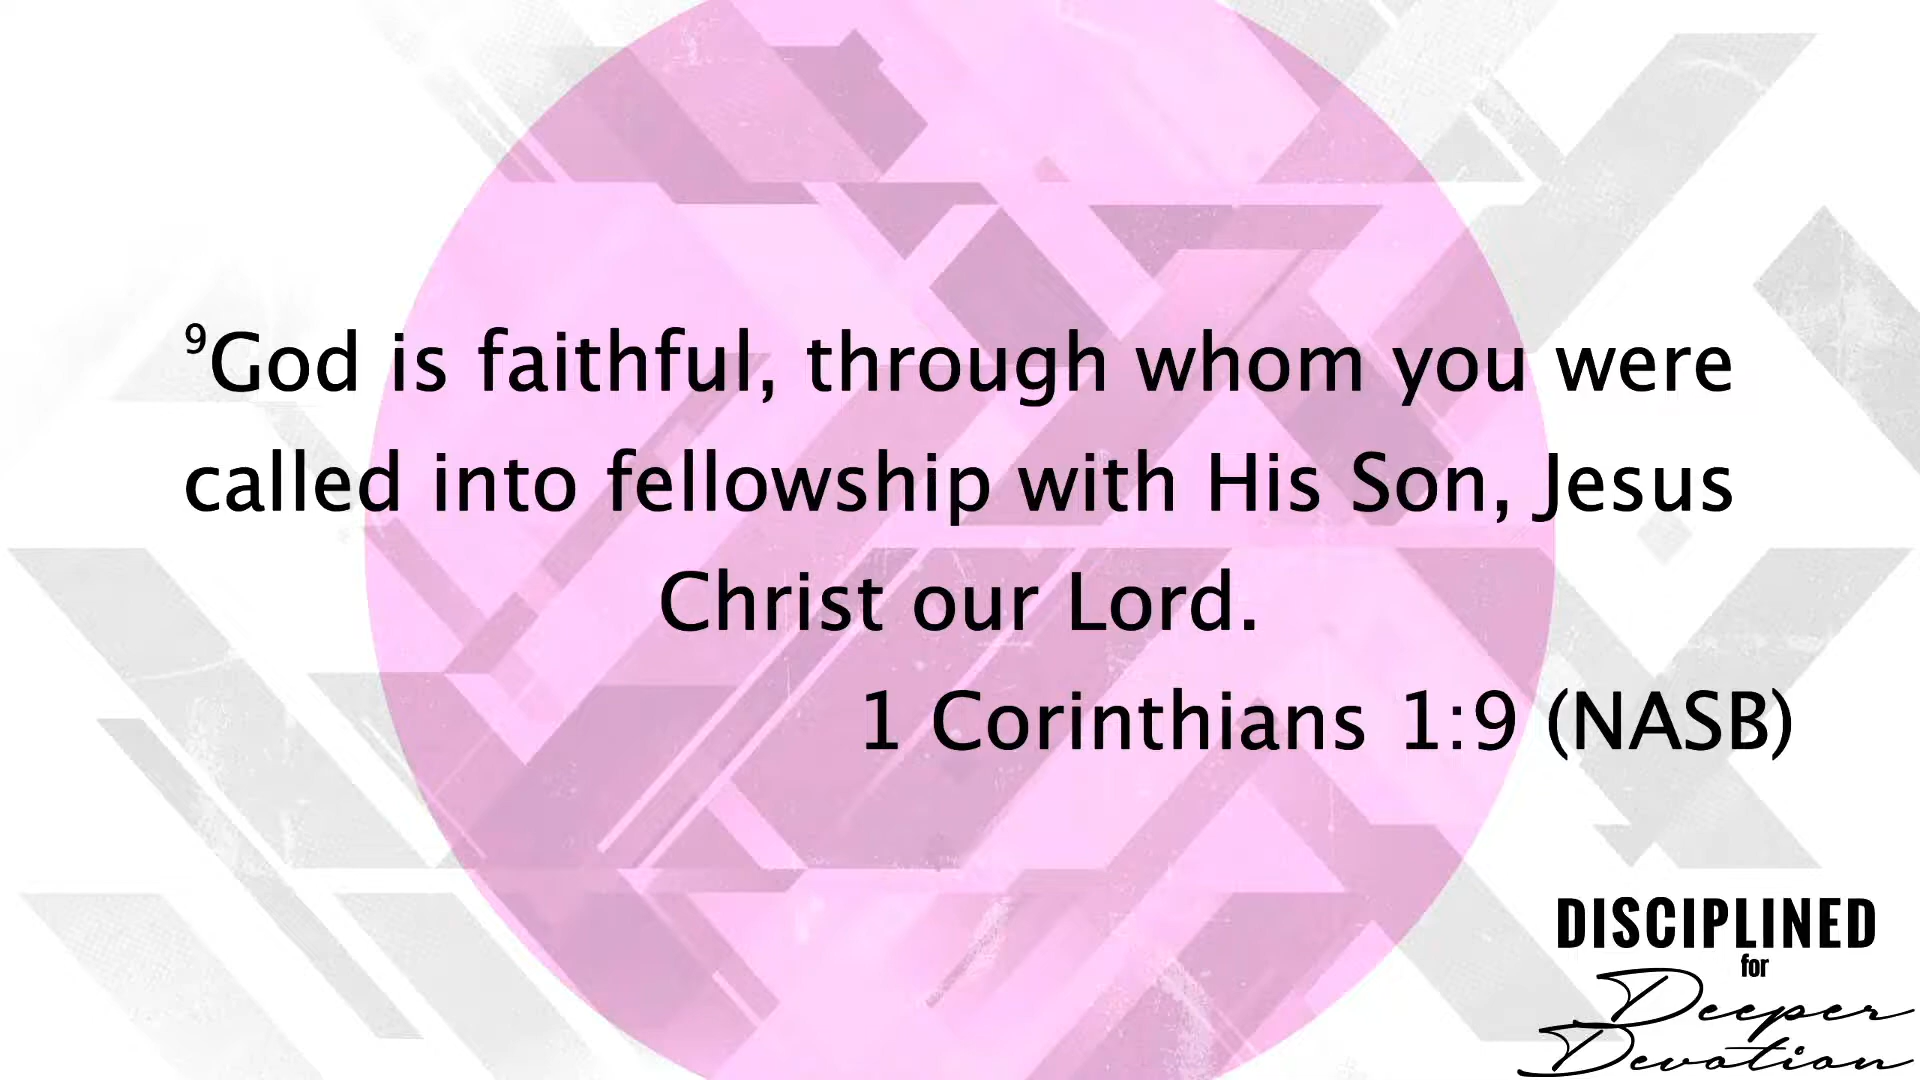 ⁹God is faithful, through whom you were
called into fellowship with His Son, Jesus
Christ our Lord.
1 Corinthians 1:9 (NASB)
DISCIPLINED
for
Deeper
Devotion